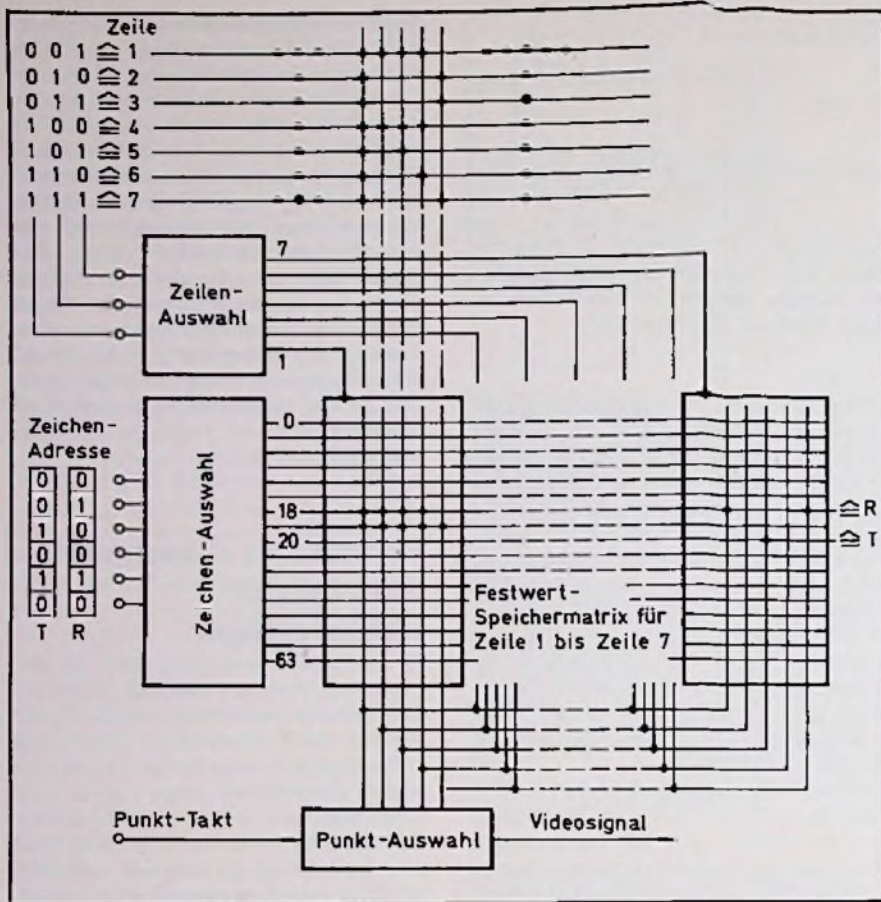 Zeile
0 0 1 ≙ 1
0 1 0 ≙ 2
0 1 1 ≙ 3
1 0 0 ≙ 4
1 0 1 ≙ 5
1 1 0 ≙ 6
1 1 1 ≙ 7
7
Zeilen-
Auswahl
1
Zeichen-
Adresse
0 0
0 1
1 0
0 0
1 1
0 0
T R
Zeichen-Auswahl
0
18
20
63
≙ R
≙ T
Festwert-
Speichermatrix für
Zeile 1 bis Zeile 7
Punkt-Takt
Punkt-Auswahl
Videosignal